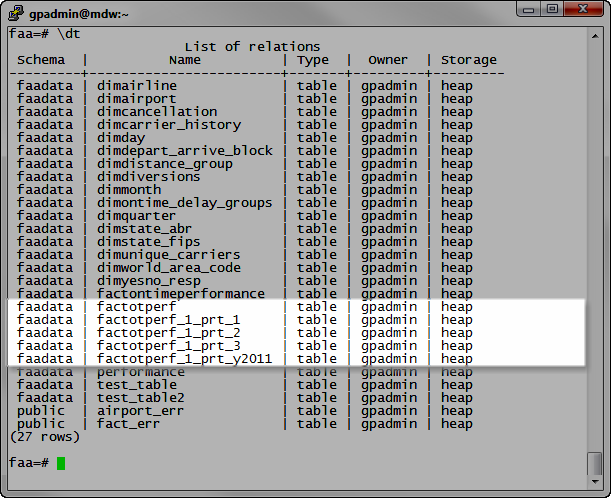 gpadmin@mdw:~
faa=# \dt
List of relations
Schema | Name | Type | Owner | Storage
---------+----------------------+-------+---------+---------
faadata | dimairline | table | gpadmin | heap
faadata | dimairport | table | gpadmin | heap
faadata | dimcancellation | table | gpadmin | heap
faadata | dimcarrier_history | table | gpadmin | heap
faadata | dimday | table | gpadmin | heap
faadata | dimdepart_arrive_block | table | gpadmin | heap
faadata | dimdistance_group | table | gpadmin | heap
faadata | dimdiversions | table | gpadmin | heap
faadata | dimmonth | table | gpadmin | heap
faadata | dimontime_delay_groups | table | gpadmin | heap
faadata | dimquarter | table | gpadmin | heap
faadata | dimstate_abr | table | gpadmin | heap
faadata | dimstate_fips | table | gpadmin | heap
faadata | dimunique_carriers | table | gpadmin | heap
faadata | dimworld_area_code | table | gpadmin | heap
faadata | dimyesno_resp | table | gpadmin | heap
faadata | factontimeperformance | table | gpadmin | heap
faadata | factotperf | table | gpadmin | heap
faadata | factotperf_1_prt_1 | table | gpadmin | heap
faadata | factotperf_1_prt_2 | table | gpadmin | heap
faadata | factotperf_1_prt_3 | table | gpadmin | heap
faadata | factotperf_1_prt_y2011 | table | gpadmin | heap
faadata | performance | table | gpadmin | heap
faadata | test_table | table | gpadmin | heap
faadata | test_table2 | table | gpadmin | heap
public | airport_err | table | gpadmin | heap
public | fact_err | table | gpadmin | heap
(27 rows)
faa=#